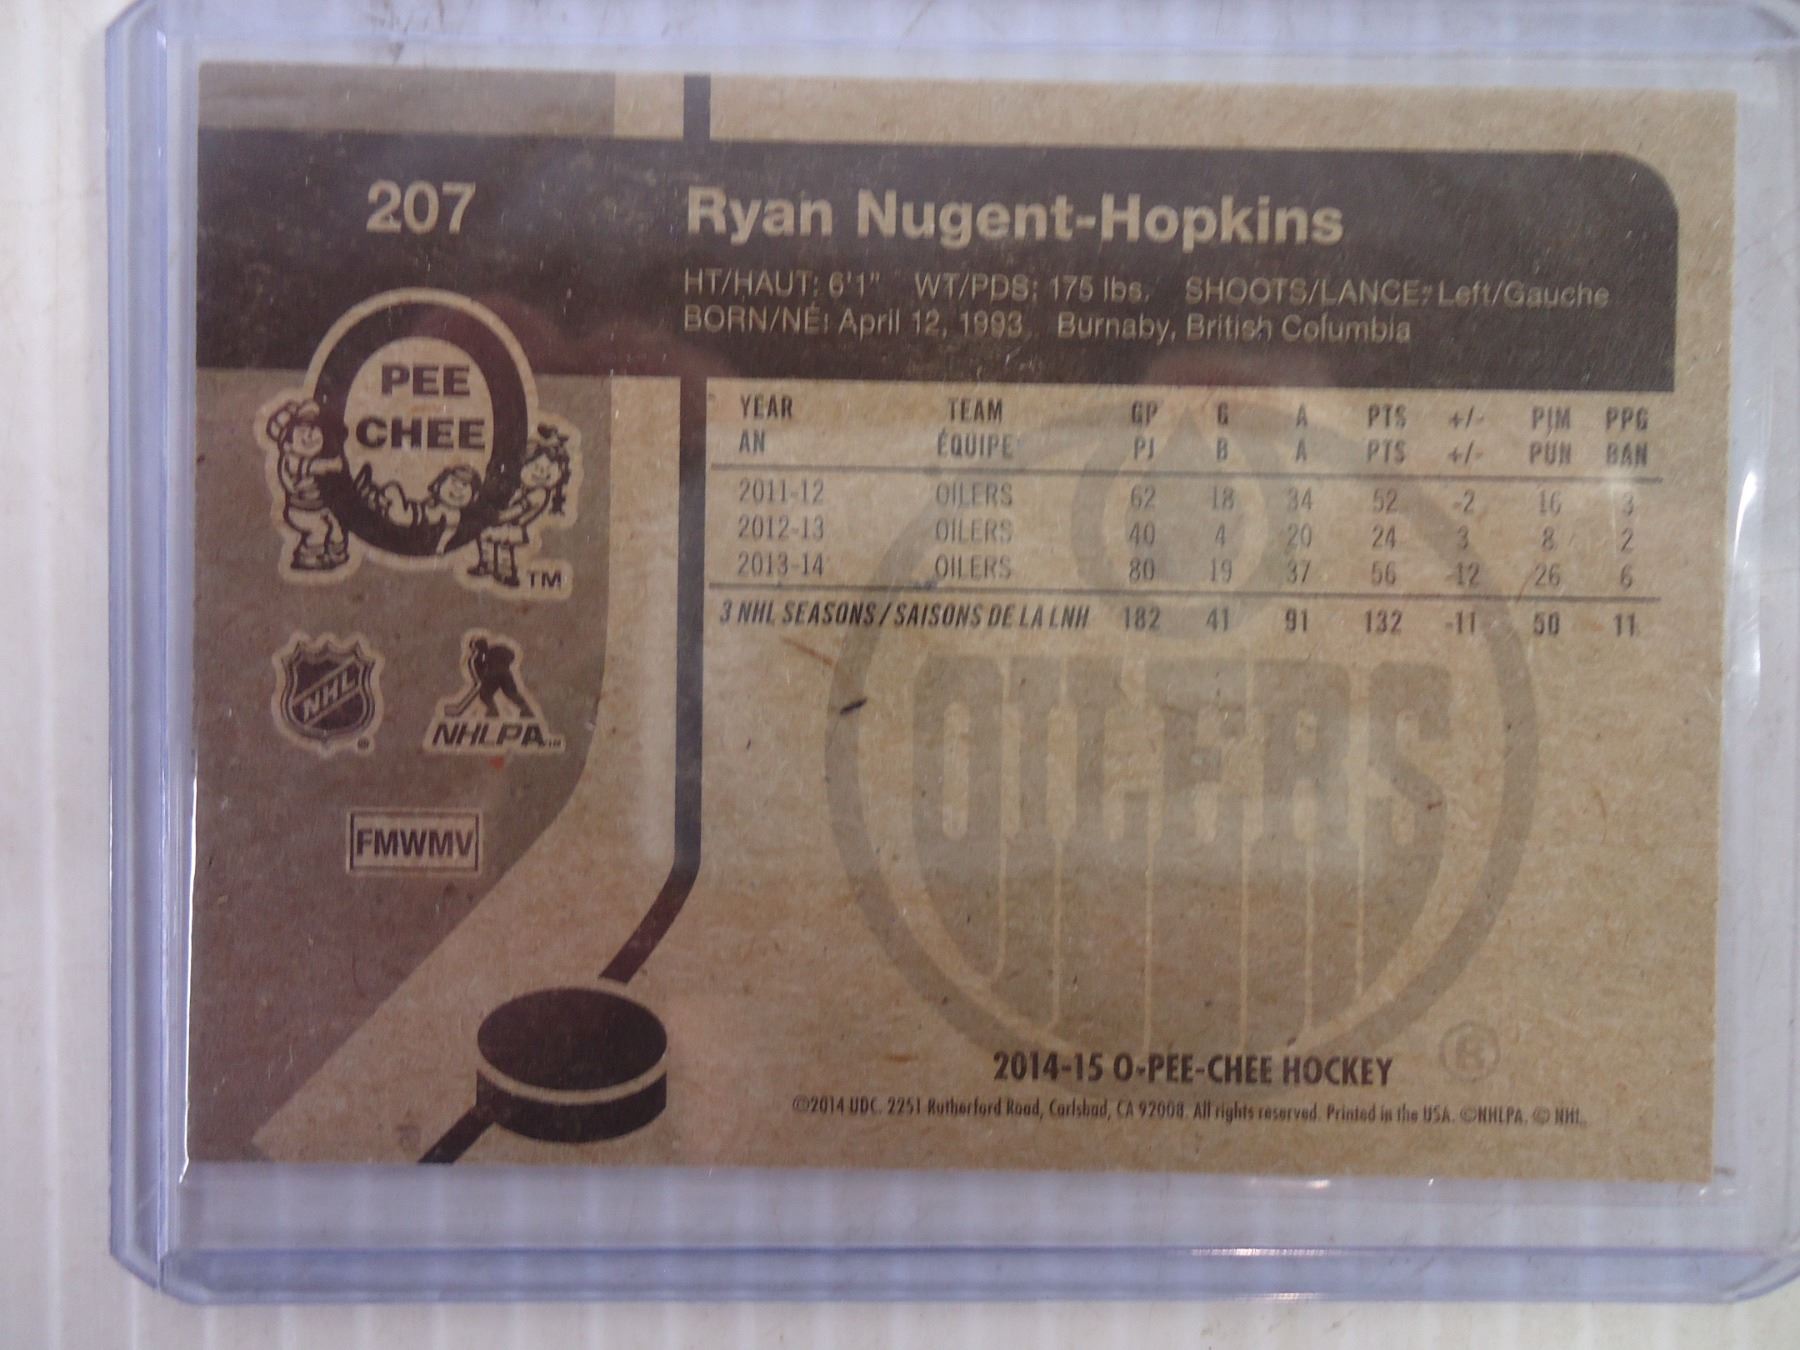 207
Ryan Nugent-Hopkins
HT/HAUT: 6'1" WT/PDS: 175 lbs. SHOOTS/LANCE: Left/Gauche
BORN/NÉ: April 12, 1993 Burnaby, British Columbia
PEE
CHEE
TM
NHL
NHLPA
FMWMV
YEAR TEAM GP G A PTS +/- PIM PPG
AN ÉQUIPE PJ B A PTS +/- PUN BAN
2011-12 OILERS 62 18 34 52 -2 16 3
2012-13 OILERS 40 4 20 24 3 8 2
2013-14 OILERS 80 19 37 56 -12 26 6
3 NHL SEASONS / SAISONS DE LA LNH 182 41 91 132 -11 50 11
OILERS
®
2014-15 O-PEE-CHEE HOCKEY
©2014 UDC. 2251 Rutherford Road, Carlsbad, CA 92008. All rights reserved. Printed in the USA. ©NHLPA. © NHL.